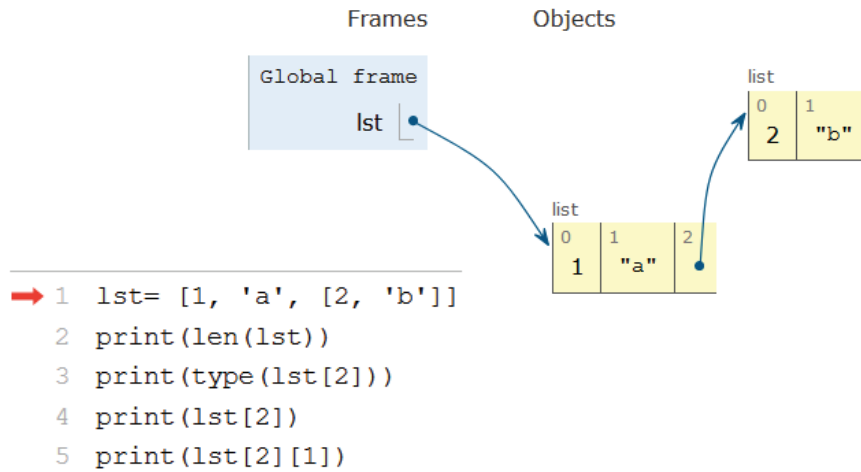 Frames Objects
Global frame
lst
list
0 1
2 "b"
list
0 1 2
1 "a"
1 lst= [1, 'a', [2, 'b']]
2 print(len(lst))
3 print(type(lst[2]))
4 print(lst[2])
5 print(lst[2][1])